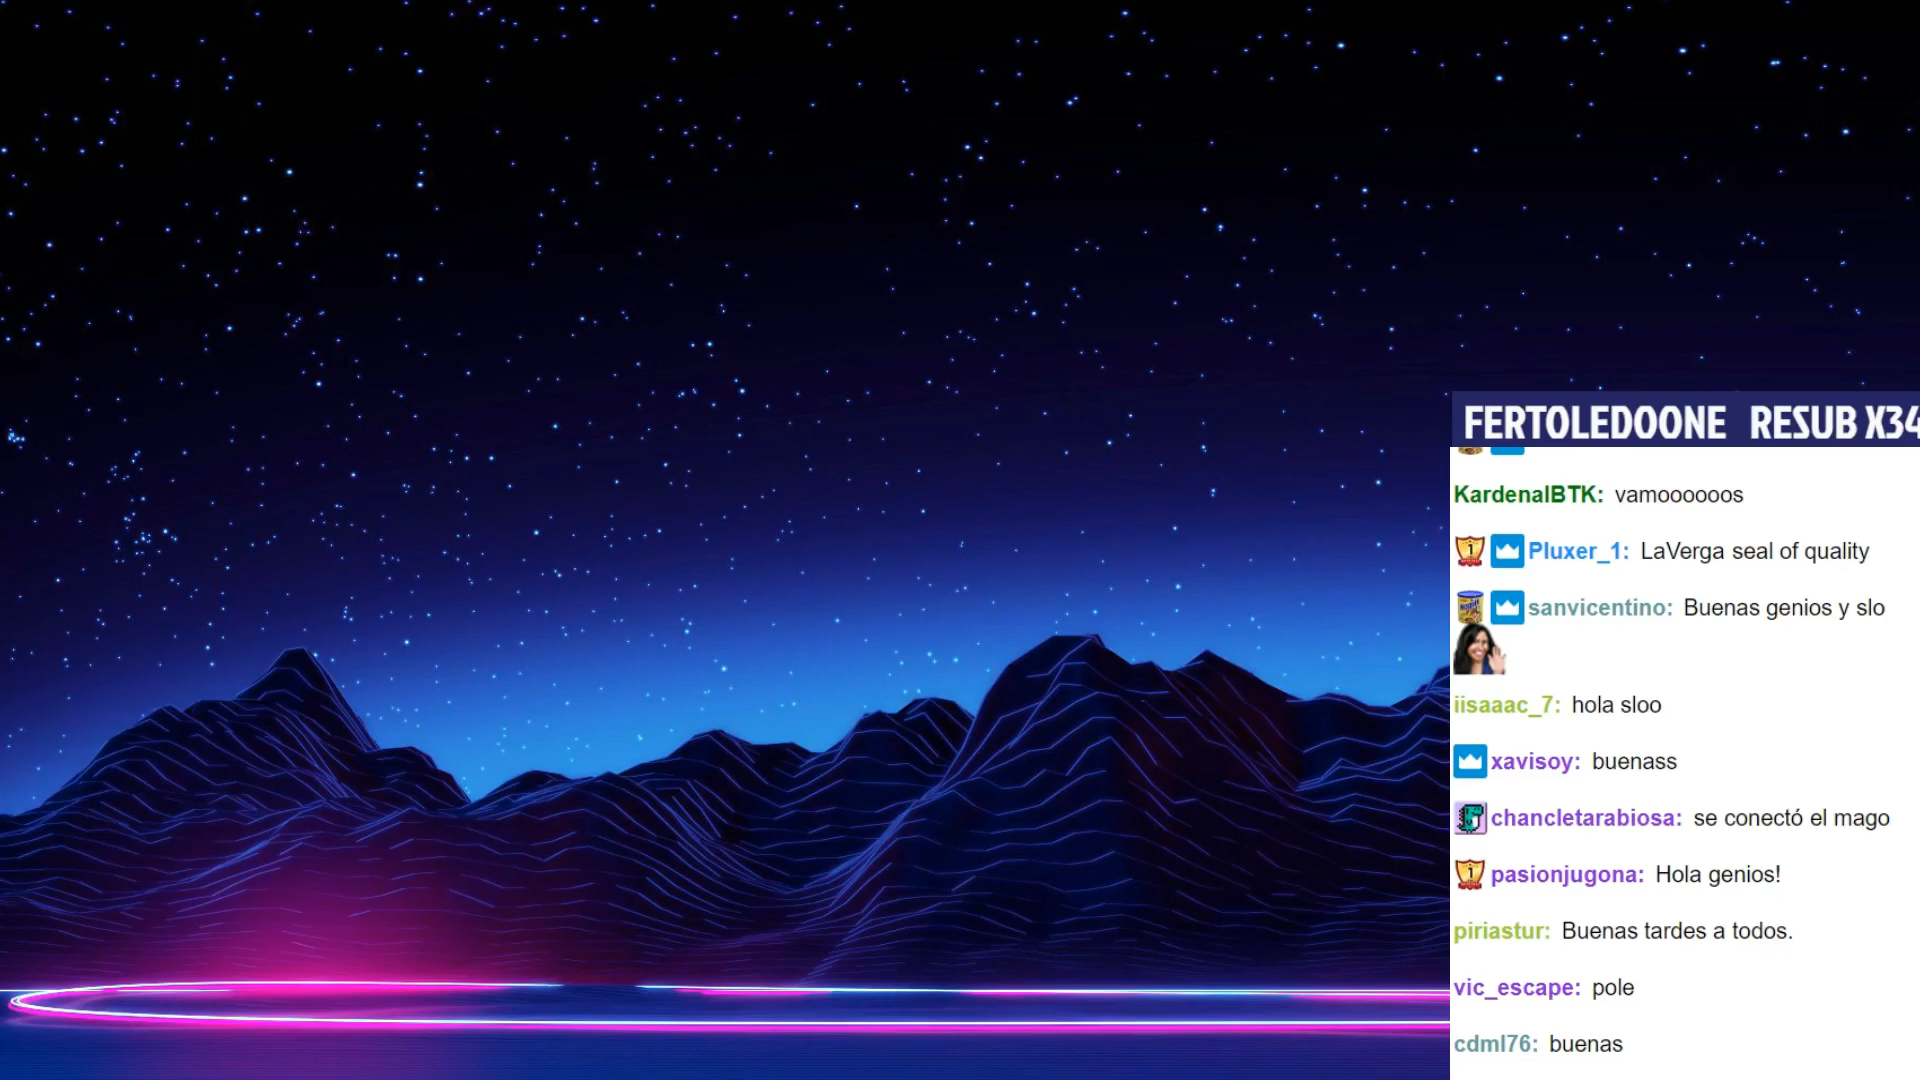 FERTOLEDOONE RESUB X34
KardenalBTK: vamoooooos
Pluxer_1: LaVerga seal of quality
sanvicentino: Buenas genios y slo
iisaaac_7: hola sloo
xavisoy: buenass
chancletarabiosa: se conectó el mago
pasionjugona: Hola genios!
piriastur: Buenas tardes a todos.
vic_escape: pole
cdml76: buenas